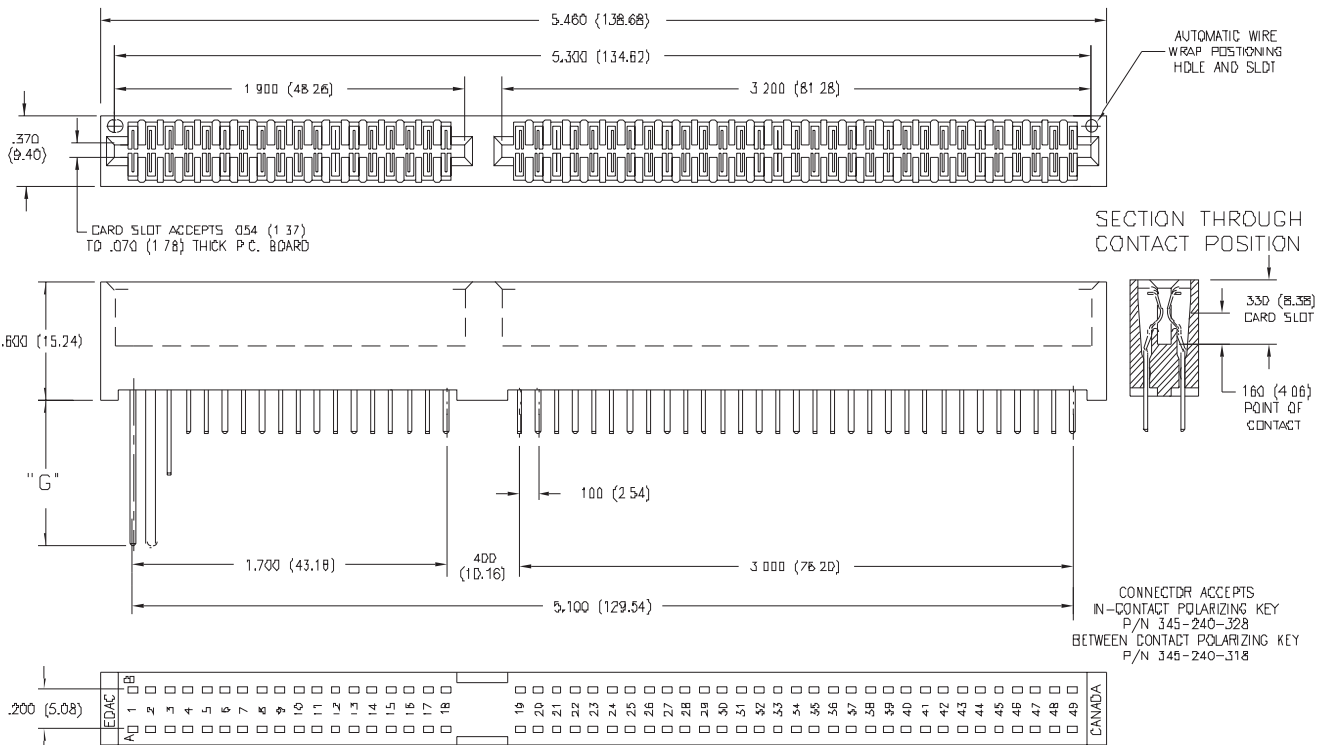 5.460 (138.68)
5.300 (134.62)
1.900 (48.26)
3.200 (81.28)
AUTOMATIC WIRE
WRAP POSTIONING
HOLE AND SLOT
.370
(9.40)
CARD SLOT ACCEPTS .054 (1.37)
TO .070 (1.78) THICK P.C. BOARD
SECTION THROUGH
CONTACT POSITION
.330 (8.38)
CARD SLOT
.600 (15.24)
.160 (4.06)
POINT OF
CONTACT
"G"
.100 (2.54)
1.700 (43.18)
.400
(10.16)
3.000 (76.20)
5.100 (129.54)
CONNECTOR ACCEPTS
IN-CONTACT POLARIZING KEY
P/N 345-240-328
BETWEEN CONTACT POLARIZING KEY
P/N 345-240-318
.200 (5.08)
EDAC
B
A
1 2 3 4 5 6 7 8 9 10 11 12 13 14 15 16 17 18 19 20 21 22 23 24 25 26 27 28 29 30 31 32 33 34 35 36 37 38 39 40 41 42 43 44 45 46 47 48 49
CANADA